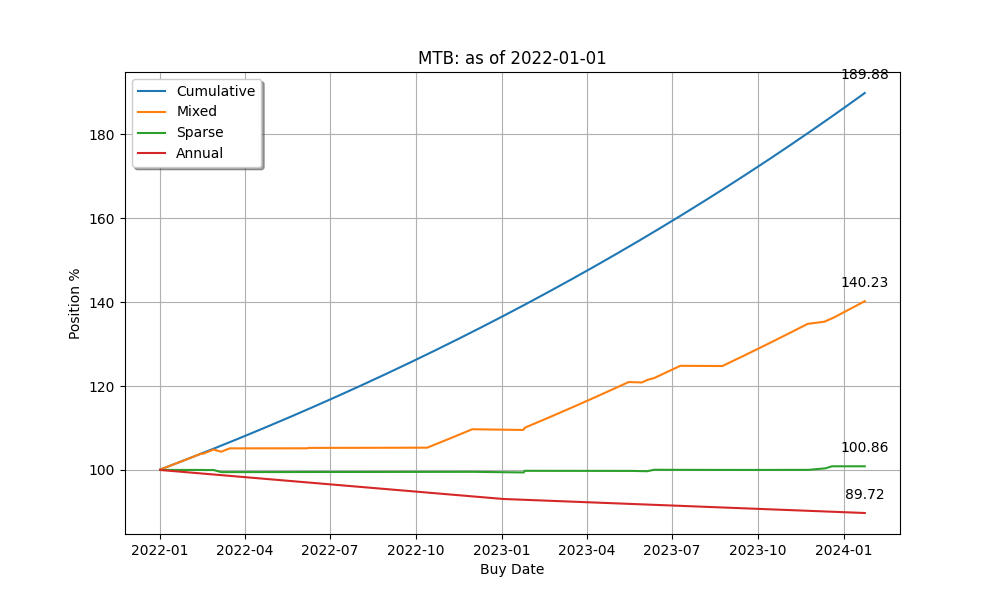 MTB: as of 2022-01-01
189.88
Cumulative
Mixed
Sparse
Annual
180
160
140
120
100
140.23
100.86
89.72
Position %
2022-01 2022-04 2022-07 2022-10 2023-01 2023-04 2023-07 2023-10 2024-01
Buy Date